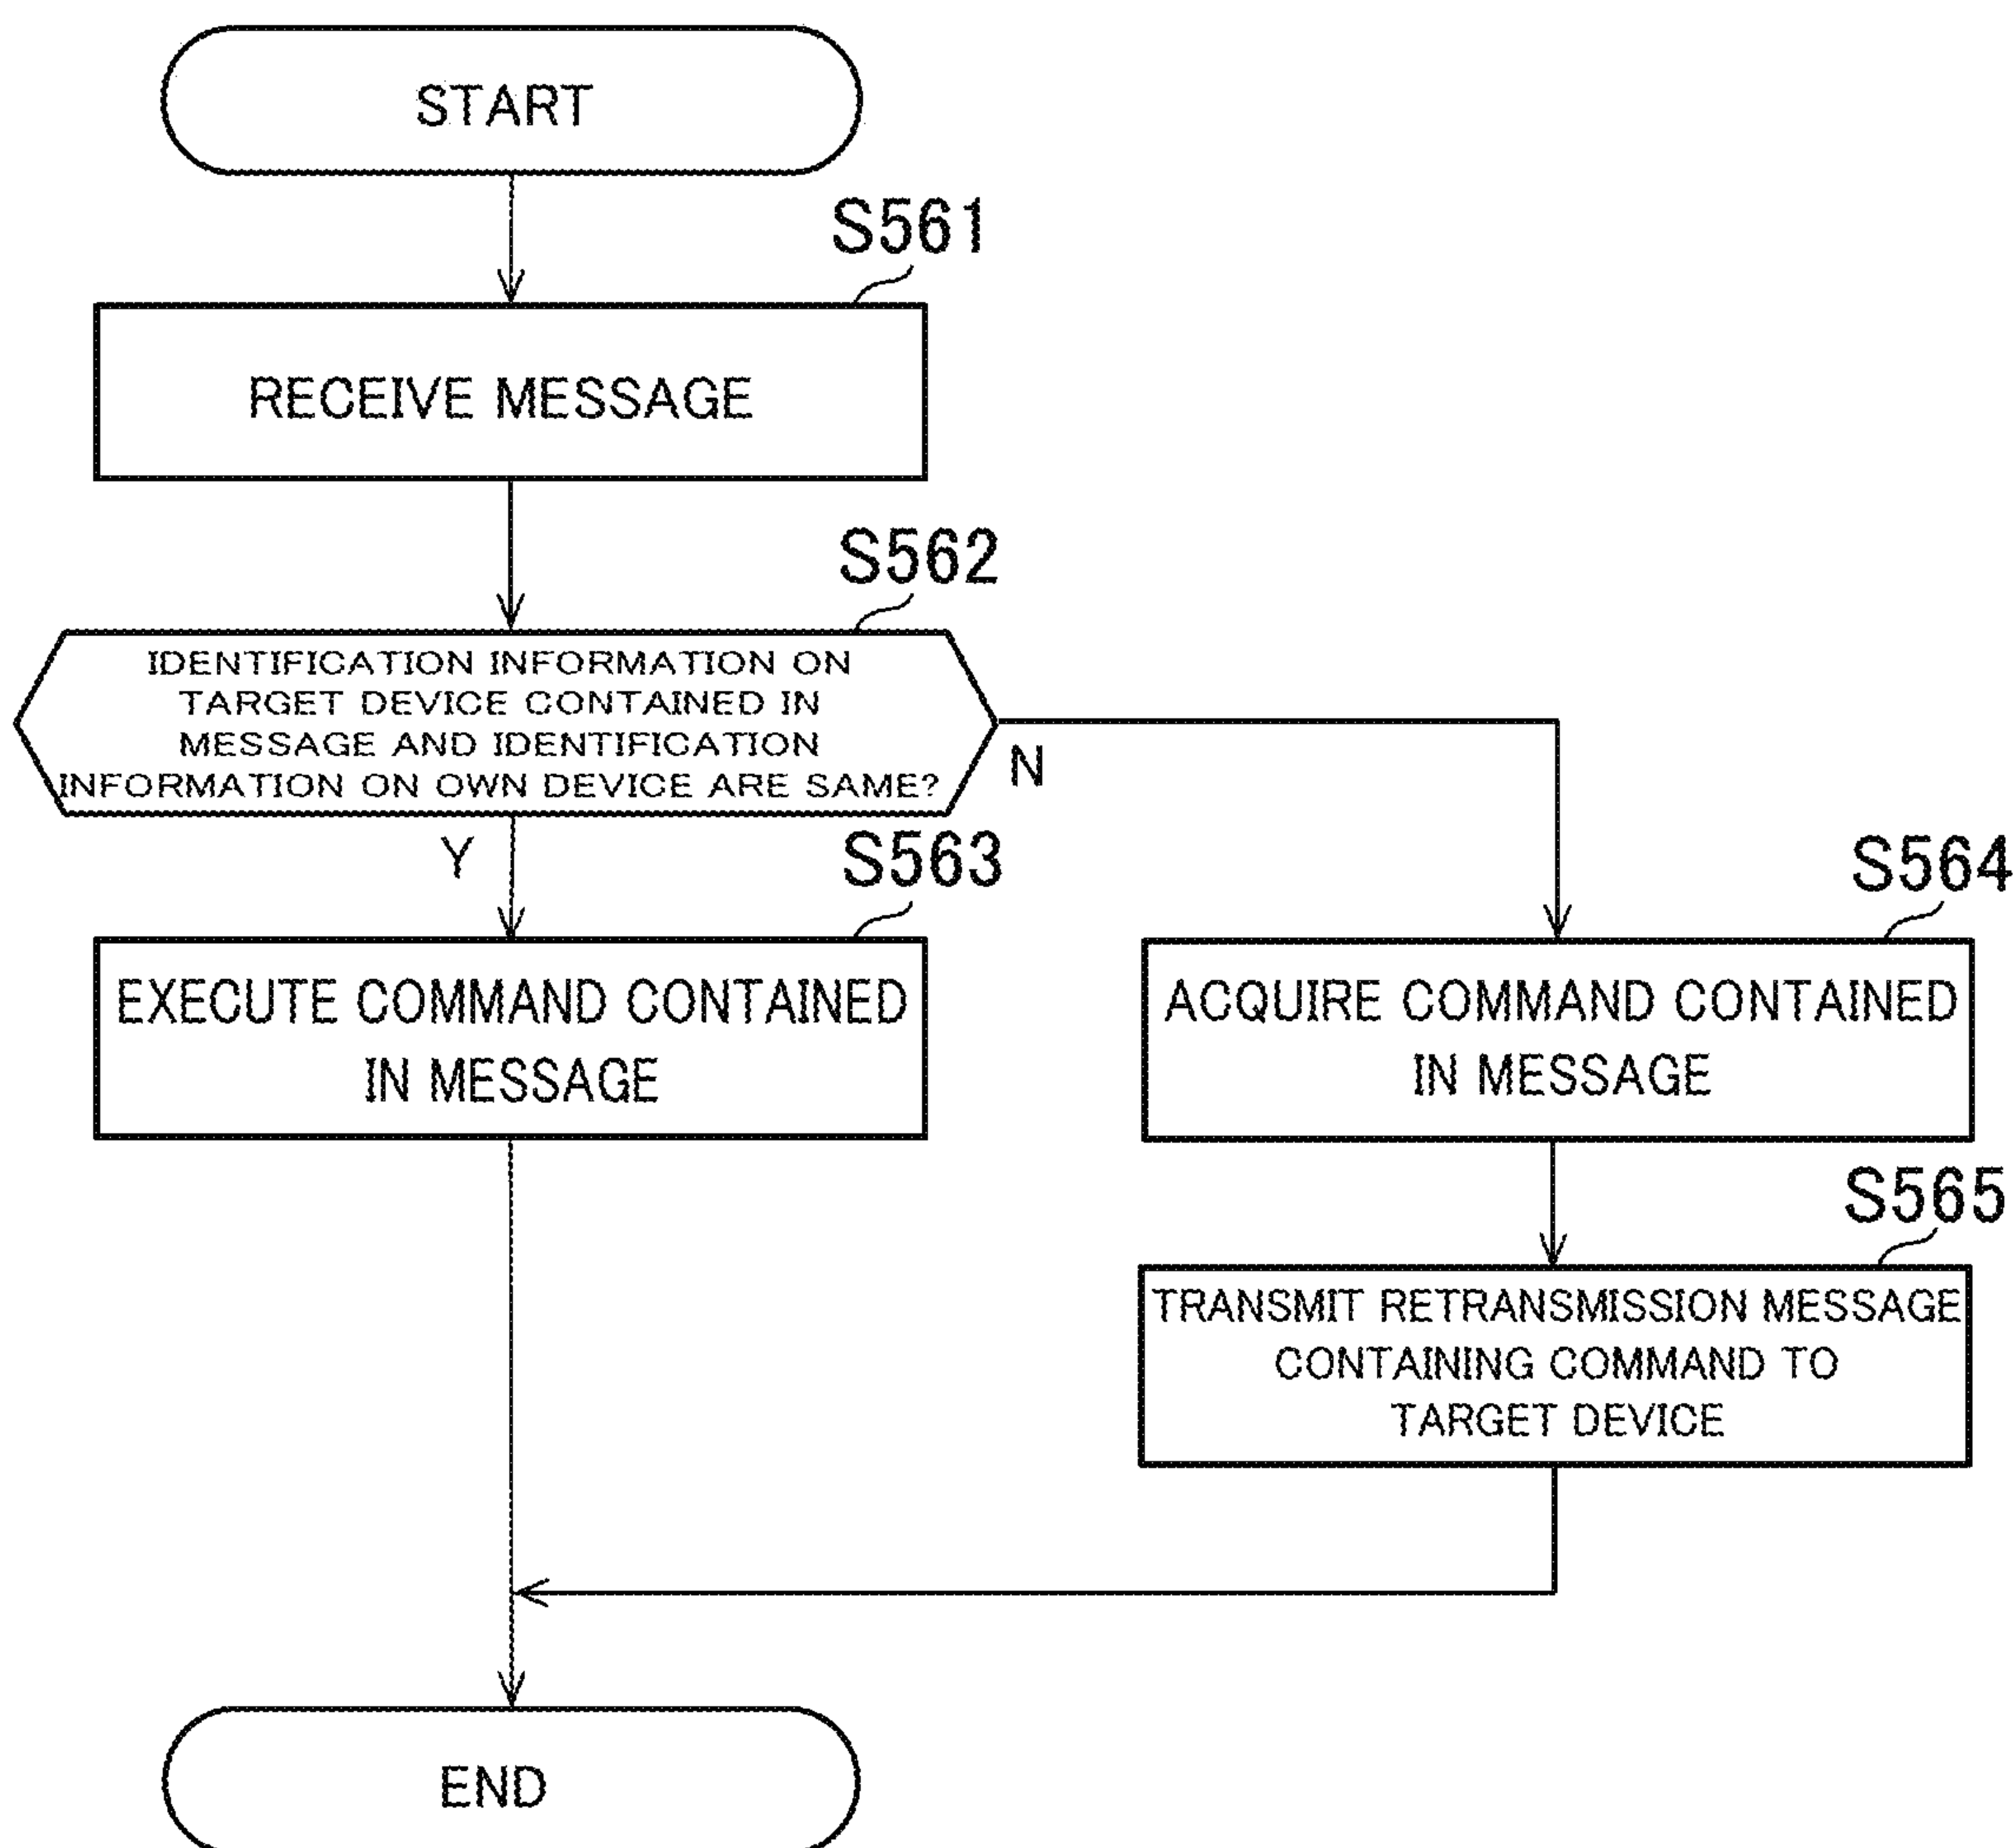 START
S561
RECEIVE MESSAGE
S562
IDENTIFICATION INFORMATION ON
TARGET DEVICE CONTAINED IN
MESSAGE AND IDENTIFICATION
INFORMATION ON OWN DEVICE ARE SAME?
N
Y
S563
EXECUTE COMMAND CONTAINED
IN MESSAGE
S564
ACQUIRE COMMAND CONTAINED
IN MESSAGE
S565
TRANSMIT RETRANSMISSION MESSAGE
CONTAINING COMMAND TO
TARGET DEVICE
END